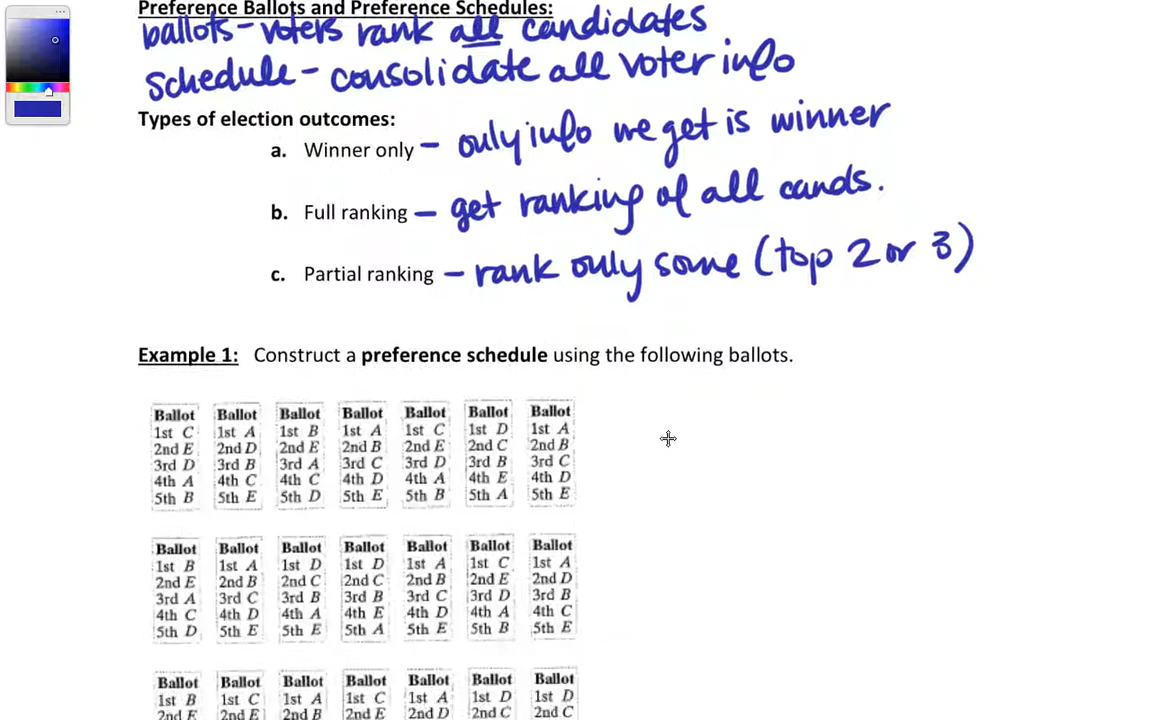 Preference Ballots and Preference Schedules:
ballots - voters rank all candidates
Schedule - consolidate all voter info
Types of election outcomes:
a. Winner only - only info we get is winner
b. Full ranking - get ranking of all cands.
c. Partial ranking - rank only some (top 2 or 3)
Example 1: Construct a preference schedule using the following ballots.
Ballot Ballot Ballot Ballot Ballot Ballot Ballot
1st C 1st A 1st B 1st A 1st C 1st D 1st A
2nd E 2nd D 2nd E 2nd B 2nd E 2nd C 2nd B
3rd D 3rd B 3rd A 3rd C 3rd D 3rd B 3rd C
4th A 4th C 4th C 4th D 4th A 4th E 4th D
5th B 5th E 5th D 5th E 5th B 5th A 5th E
Ballot Ballot Ballot Ballot Ballot Ballot Ballot
1st B 1st A 1st D 1st D 1st A 1st C 1st A
2nd E 2nd B 2nd C 2nd C 2nd B 2nd E 2nd D
3rd A 3rd C 3rd B 3rd B 3rd C 3rd D 3rd B
4th C 4th D 4th A 4th E 4th D 4th A 4th C
5th D 5th E 5th E 5th A 5th E 5th B 5th E
Ballot Ballot Ballot Ballot Ballot Ballot Ballot
1st B 1st C 1st A 1st C 1st A 1st D 1st D
2nd E 2nd E 2nd B 2nd E 2nd D 2nd C 2nd C